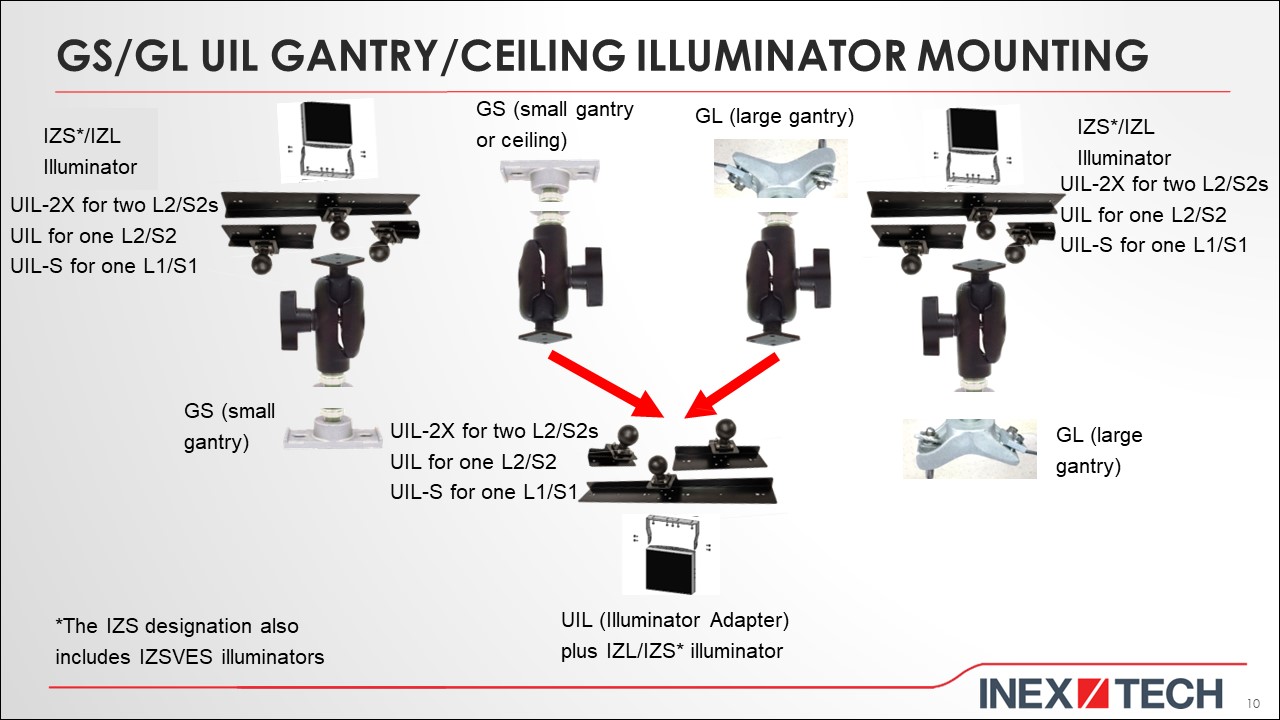 GS/GL UIL GANTRY/CEILING ILLUMINATOR MOUNTING
IZS*/IZL
Illuminator
UIL-2X for two L2/S2s
UIL for one L2/S2
UIL-S for one L1/S1
GS (small gantry
or ceiling)
GL (large gantry)
IZS*/IZL
Illuminator
UIL-2X for two L2/S2s
UIL for one L2/S2
UIL-S for one L1/S1
GS (small
gantry)
UIL-2X for two L2/S2s
UIL for one L2/S2
UIL-S for one L1/S1
GL (large
gantry)
UIL (Illuminator Adapter)
plus IZL/IZS* illuminator
*The IZS designation also
includes IZSVES illuminators
INEX TECH
10